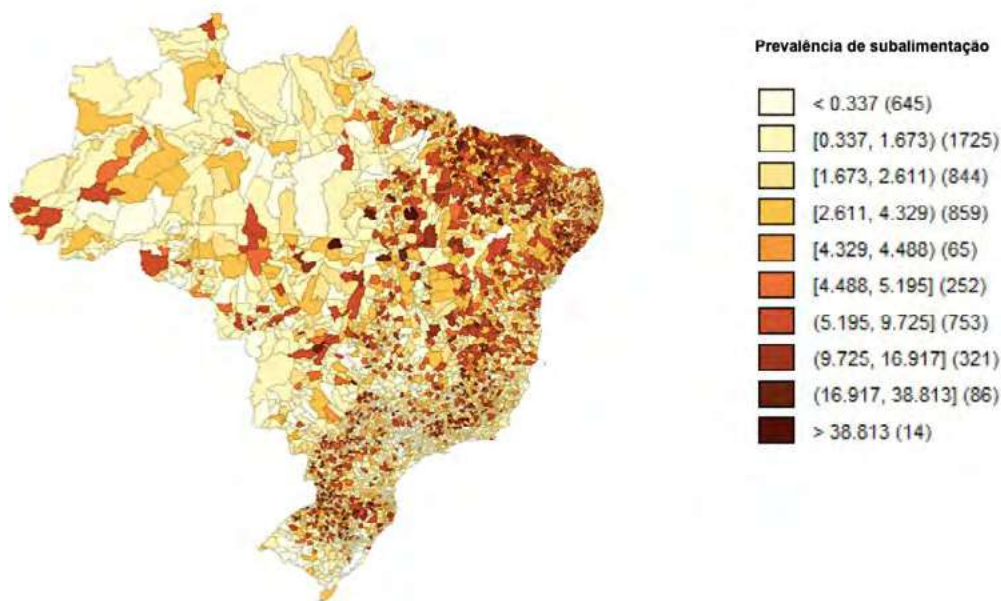 Prevalência de subalimentação
< 0.337 (645)
[0.337, 1.673) (1725)
[1.673, 2.611) (844)
[2.611, 4.329) (859)
[4.329, 4.488) (65)
[4.488, 5.195] (252)
(5.195, 9.725] (753)
(9.725, 16.917] (321)
(16.917, 38.813] (86)
> 38.813 (14)